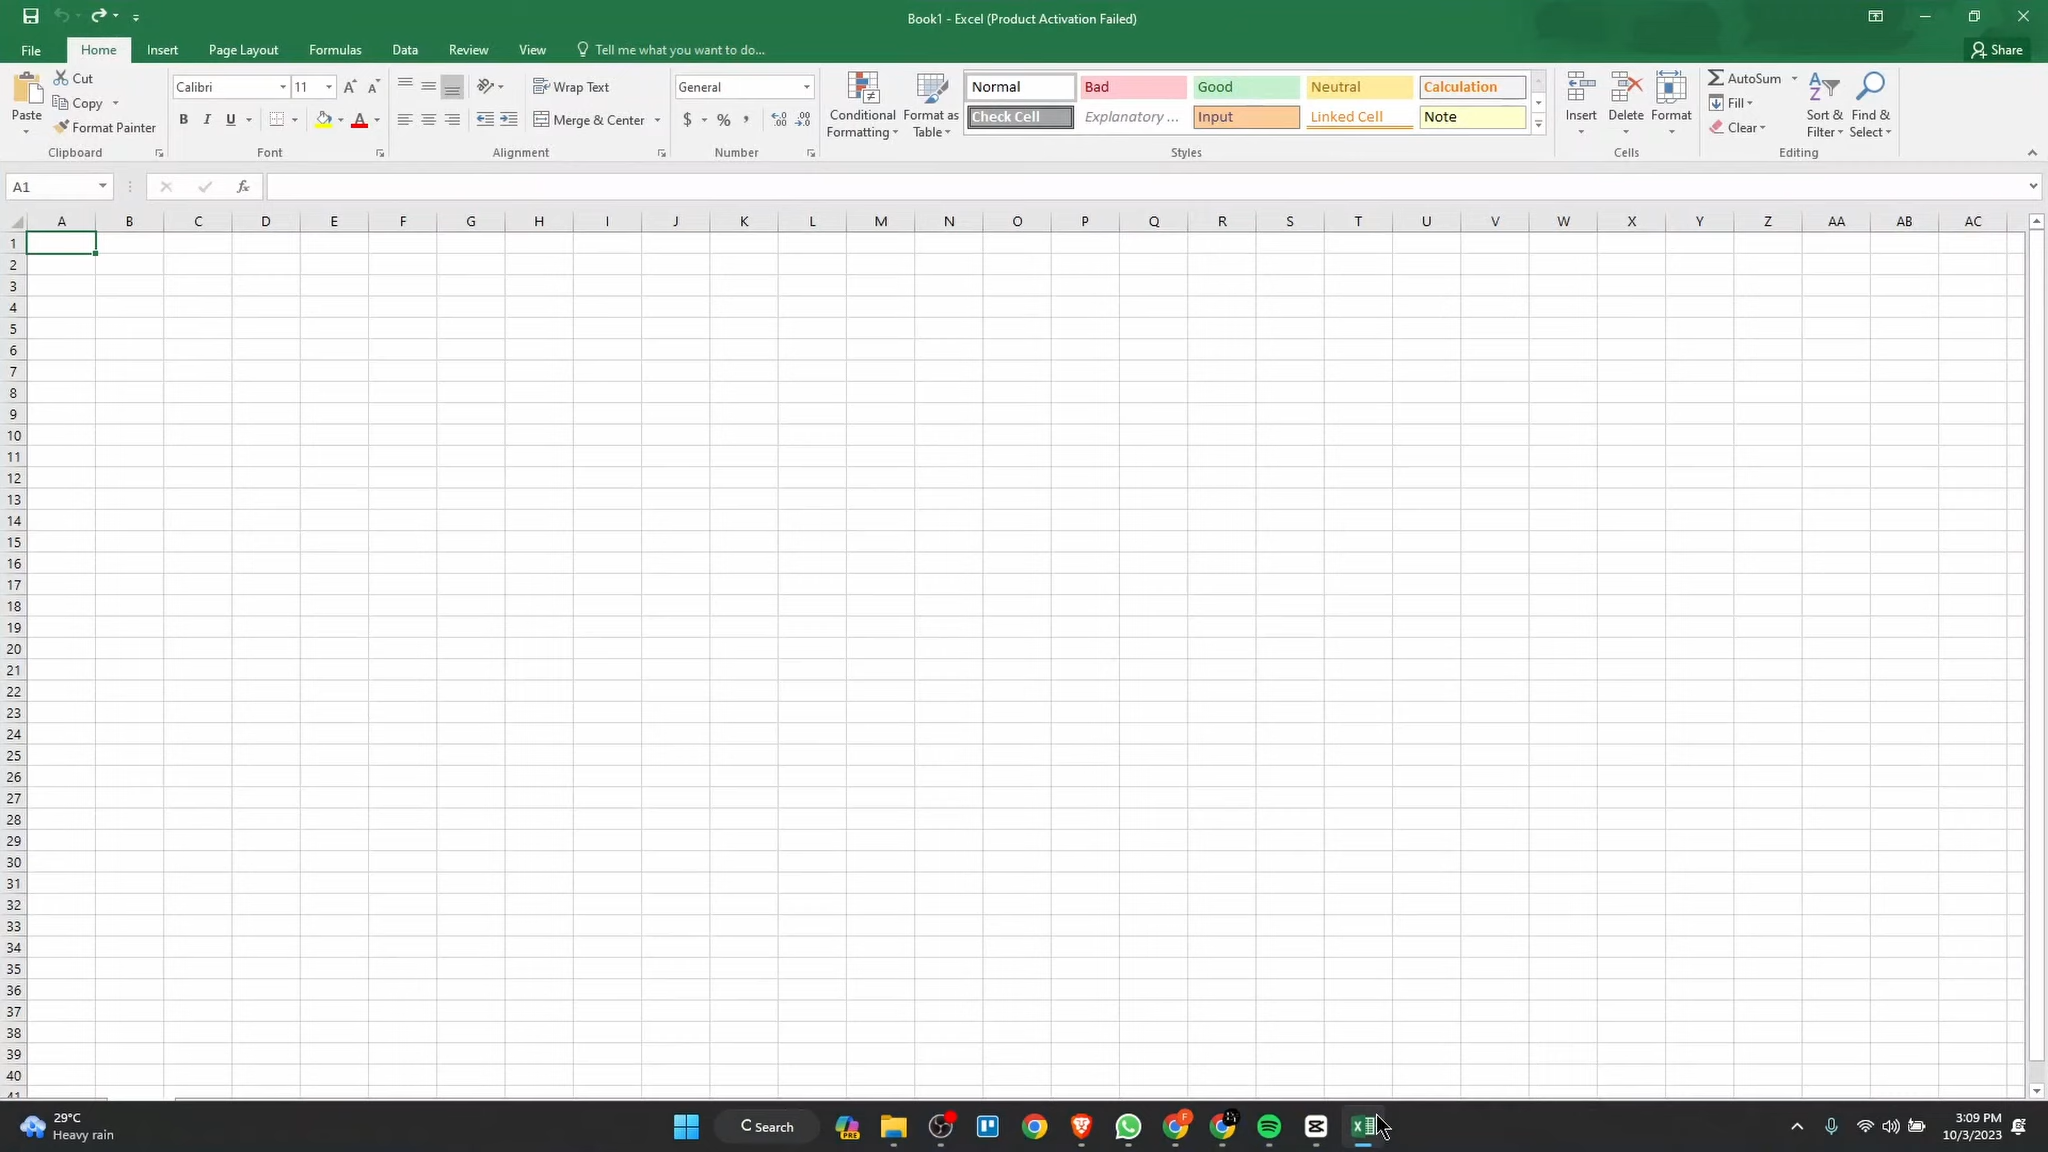 Book1 - Excel (Product Activation Failed)
File Home Insert Page Layout Formulas Data Review View Tell me what you want to do... Share
Paste
Cut
Copy
Format Painter
Clipboard
Calibri 11
B I U
Font
Wrap Text
Merge & Center
Alignment
General
$ % ,
Number
Conditional Formatting
Format as Table
Normal Bad Good Neutral Calculation
Check Cell Explanatory ... Input Linked Cell Note
Styles
Insert Delete Format
Cells
AutoSum
Fill
Clear
Sort & Filter
Find & Select
Editing
A1 fx
A B C D E F G H I J K L M N O P Q R S T U V W X Y Z AA AB AC
1
2
3
4
5
6
7
8
9
10
11
12
13
14
15
16
17
18
19
20
21
22
23
24
25
26
27
28
29
30
31
32
33
34
35
36
37
38
39
40
41
29°C
Heavy rain
Search
PRE
F
3:09 PM
10/3/2023